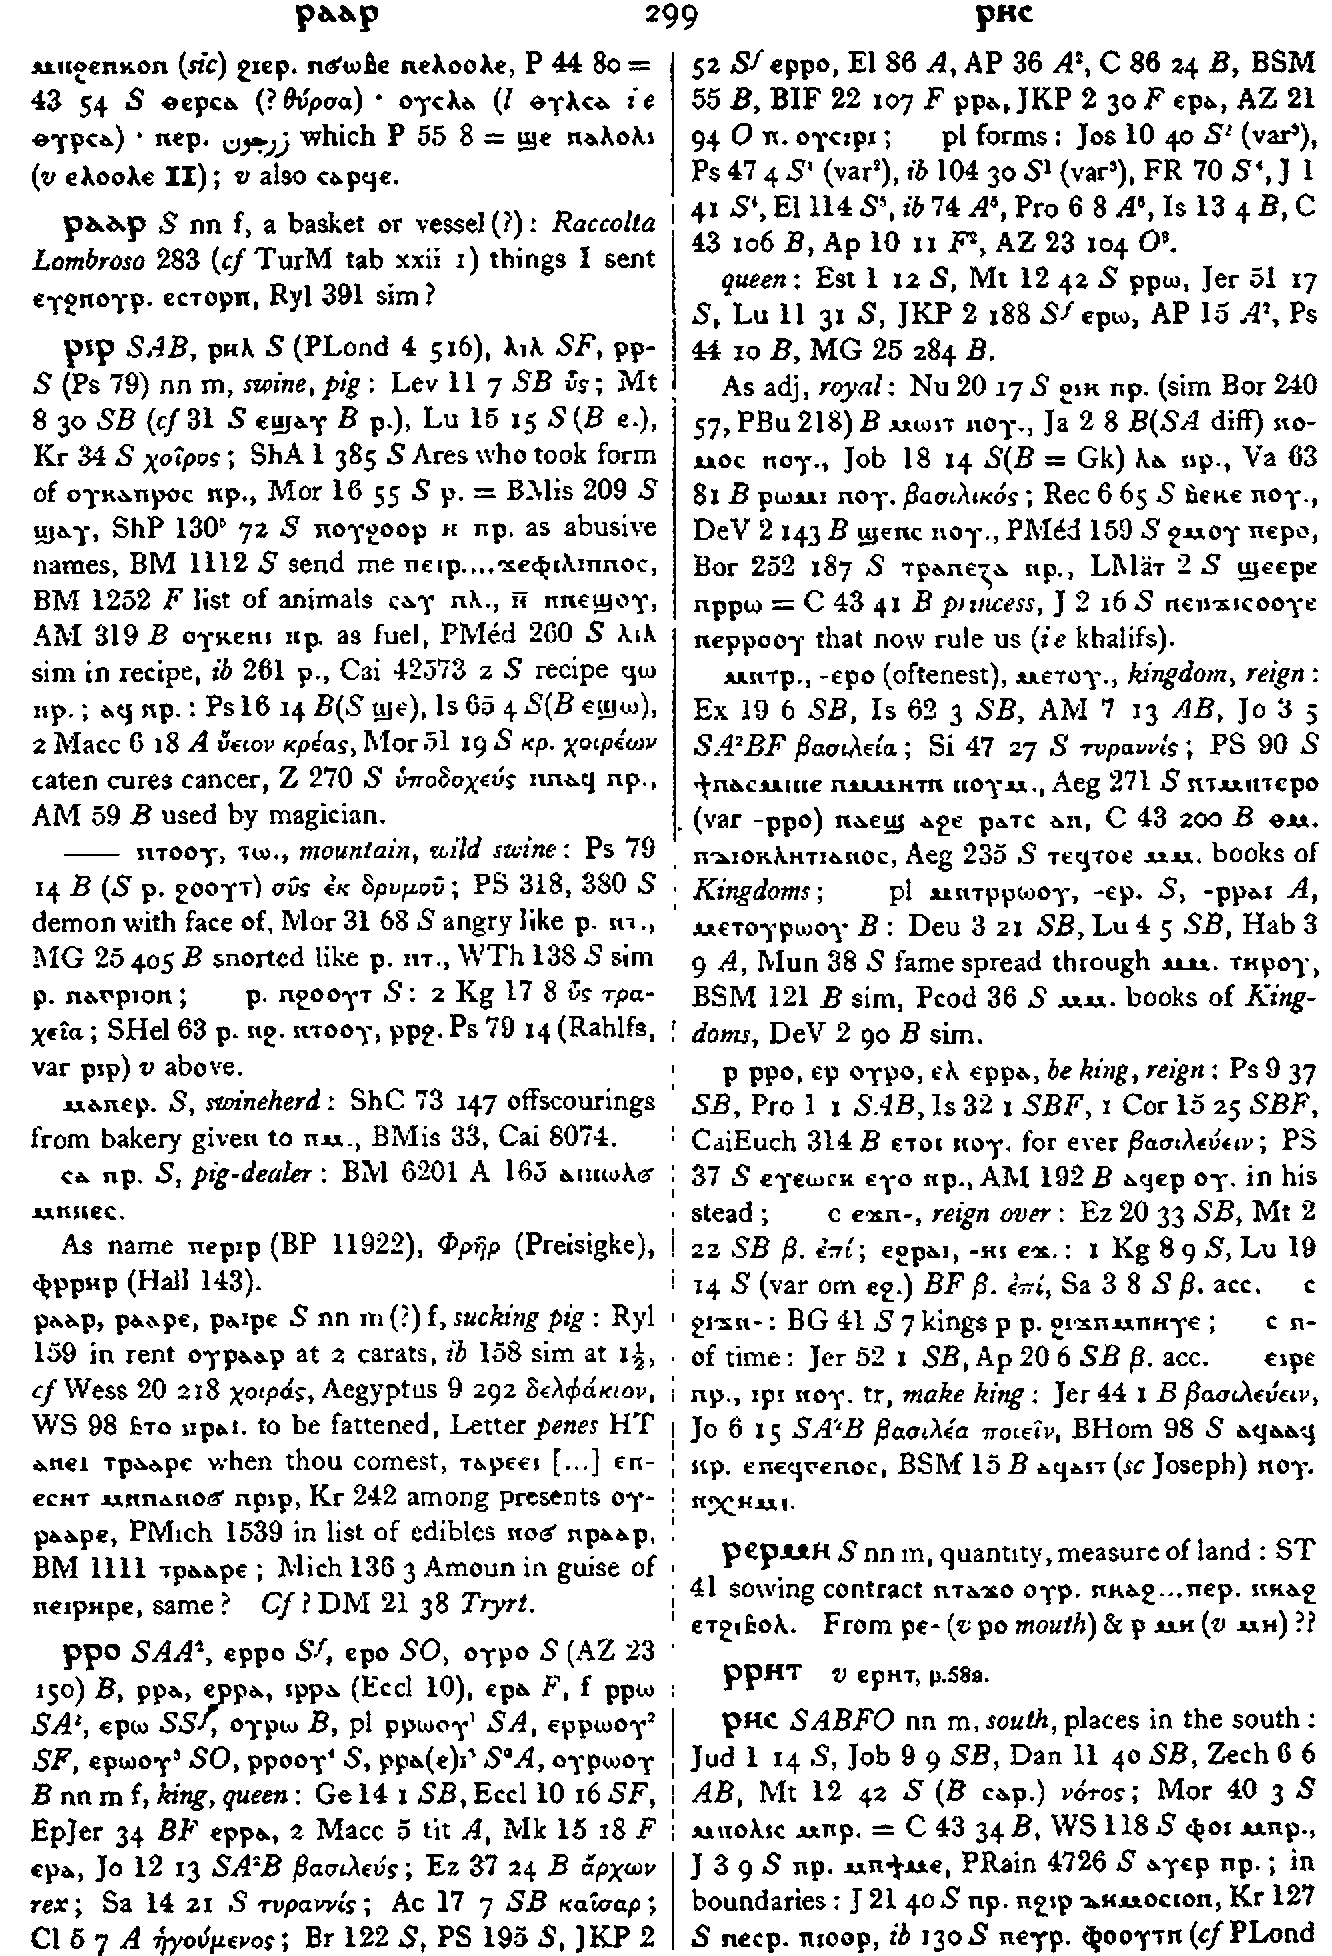 ⲣⲁⲁⲣ 299 ⲣⲏⲥ
ⲙⲡϩⲉⲛⲕⲟⲡ (sic) ϩⲓⲉⲣ. ⲡϭⲱⲃⲉ ⲡⲉⲗⲟⲟⲗⲉ, P 44 80 =
43 54 S ⲑⲉⲣⲥⲁ (? θύρσα) · ⲟⲩⲥⲗⲁ (l ⲑⲩⲗⲥⲁ i e
ⲑⲩⲣⲥⲁ) · ⲡⲉⲣ. which P 55 8 = ϣⲉ ⲡⲁⲗⲟⲗⲓ
(v ⲉⲗⲟⲟⲗⲉ II); v also ⲥⲁⲣϥⲉ.
ⲣⲁⲁⲣ S nn f, a basket or vessel (?): Raccolta
Lombroso 283 (cf TurM tab xxii 1) things I sent
ⲉⲩϩⲛⲟⲩⲣ. ⲉⲥⲧⲟⲣⲡ, Ryl 391 sim?
ⲣⲓⲣ SAB, ⲣⲏⲗ S (PLond 4 516), ⲗⲓⲗ SF, ⲣⲣ-
S (Ps 79) nn m, swine, pig: Lev 11 7 SB ὗς; Mt
8 30 SB (cf 31 S ⲉϣⲁⲩ B ⲣ.), Lu 15 15 S (B ⲉ.),
Kr 34 S χοῖρος; ShA 1 385 S Ares who took form
of ⲟⲩⲕⲁⲡⲣⲟⲥ ⲛⲣ., Mor 16 55 S ⲣ. = BMis 209 S
ϣⲁⲩ, ShP 130⁵ 72 S ⲡⲟⲩϩⲟⲟⲣ ⲏ ⲡⲣ. as abusive
names, BM 1112 S send me ⲡⲉⲓⲣ....ϫⲉⲫⲓⲗⲓⲡⲡⲟⲥ,
BM 1252 F list of animals ⲥⲁⲩ ⲡⲗ., ⲛ̄ ⲛⲡⲉϣⲟⲩ,
AM 319 B ⲟⲩⲕⲉⲛⲓ ⲛⲣ. as fuel, PMéd 260 S ⲗⲓⲗ
sim in recipe, ib 261 ⲣ., Cai 42573 2 S recipe ϥⲱ
ⲛⲣ.; ⲁϥ ⲛⲣ.: Ps 16 14 B (S ϣⲉ), Is 65 4 S (B ⲉϣⲱ),
2 Macc 6 18 A ὕειον κρέας, Mor 51 19 S κρ. χοιρέων
eaten cures cancer, Z 270 S ὑποδοχεύς ⲛⲛⲁϥ ⲛⲣ.,
AM 59 B used by magician.
—— ⲛⲧⲟⲟⲩ, ⲧⲱ., mountain, wild swine: Ps 79
14 B (S ⲣ. ϩⲟⲟⲩⲧ) σῦς ἐκ δρυμοῦ; PS 318, 380 S
demon with face of, Mor 31 68 S angry like ⲣ. ⲛⲧ.,
MG 25 405 B snorted like ⲣ. ⲛⲧ., WTh 138 S sim
ⲣ. ⲛⲁⲅⲣⲓⲟⲛ; ⲣ. ⲛϩⲟⲟⲩⲧ S: 2 Kg 17 8 ὗς τρα-
χεῖα; SHel 63 ⲣ. ⲛϩ. ⲛⲧⲟⲟⲩ, ⲣⲣϩ. Ps 79 14 (Rahlfs,
var ⲣⲓⲣ) v above.
ⲙⲁⲛⲉⲣ. S, swineherd: ShC 73 147 offscourings
from bakery given to ⲡⲙ., BMis 33, Cai 8074.
ⲥⲁ ⲛⲣ. S, pig-dealer: BM 6201 A 165 ⲁⲡⲡⲱⲗϭ
ⲙⲛⲛⲉⲥ.
As name ⲡⲉⲣⲓⲣ (BP 11922), Φρῆρ (Preisigke),
ⲫⲣⲣⲏⲣ (Hall 143).
ⲣⲁⲁⲣ, ⲣⲁⲁⲣⲉ, ⲣⲁⲓⲣⲉ S nn m (?) f, sucking pig: Ryl
159 in rent ⲟⲩⲣⲁⲁⲣ at 2 carats, ib 158 sim at 1½,
cf Wess 20 218 χοιράς, Aegyptus 9 292 δελφάκιον,
WS 98 ⲃⲧⲟ ⲛⲣⲁⲓ. to be fattened, Letter penes HT
ⲁⲛⲉⲓ ⲧⲣⲁⲁⲣⲉ when thou comest, ⲧⲁⲣⲉⲉⲓ [...] ⲉⲡ-
ⲉⲥⲏⲧ ⲙⲡⲡⲁⲛⲟϭ ⲛⲣⲓⲣ, Kr 242 among presents ⲟⲩ-
ⲣⲁⲁⲣⲉ, PMich 1539 in list of edibles ⲛⲟϭ ⲛⲣⲁⲁⲣ,
BM 1111 ⲧⲣⲁⲁⲣⲉ; Mich 136 3 Amoun in guise of
ⲡⲉⲓⲣⲏⲣⲉ, same? Cf ? DM 21 38 Tryrt.
ⲣⲣⲟ SAA², ⲉⲣⲣⲟ Sᶠ, ⲉⲣⲟ SO, ⲟⲩⲣⲟ S (AZ 23
150) B, ⲣⲣⲁ, ⲉⲣⲣⲁ, ⲓⲣⲣⲁ (Eccl 10), ⲉⲣⲁ F, f ⲣⲣⲱ
SA², ⲉⲣⲱ SSᶠ, ⲟⲩⲣⲱ B, pl ⲣⲣⲱⲟⲩ¹ SA, ⲉⲣⲣⲱⲟⲩ²
SF, ⲉⲣⲱⲟⲩ³ SO, ⲣⲣⲟⲟⲩ⁴ S, ⲣⲣⲁ(ⲉ)ⲓ⁵ SᵃA, ⲟⲩⲣⲱⲟⲩ
B nn m f, king, queen: Ge 14 1 SB, Eccl 10 16 SF,
EpJer 34 BF ⲉⲣⲣⲁ, 2 Macc 5 tit A, Mk 15 18 F
ⲉⲣⲁ, Jo 12 13 SA²B βασιλεύς; Ez 37 24 B ἄρχων
rex; Sa 14 21 S τυραννίς; Ac 17 7 SB καῖσαρ;
Cl 5 7 A ἡγούμενος; Br 122 S, PS 195 S, JKP 2
52 Sᶠ ⲉⲣⲣⲟ, El 86 A, AP 36 A², C 86 24 B, BSM
55 B, BIF 22 107 F ⲣⲣⲁ, JKP 2 30 F ⲉⲣⲁ, AZ 21
94 O ⲡ. ⲟⲩⲥⲓⲣⲓ; pl forms: Jos 10 40 S² (var³),
Ps 47 4 S¹ (var²), ib 104 30 S¹ (var³), FR 70 S⁴, J 1
41 S⁴, El 114 S⁵, ib 74 A⁵, Pro 6 8 A⁵, Is 13 4 B, C
43 106 B, Ap 10 11 F², AZ 23 104 O³.
queen: Est 1 12 S, Mt 12 42 S ⲣⲣⲱ, Jer 51 17
S, Lu 11 31 S, JKP 2 188 Sᶠ ⲉⲣⲱ, AP 15 A², Ps
44 10 B, MG 25 284 B.
As adj, royal: Nu 20 17 S ϩⲓⲏ ⲛⲣ. (sim Bor 240
57, PBu 218) B ⲙⲱⲓⲧ ⲛⲟⲩ., Ja 2 8 B (SA diff) ⲛⲟ-
ⲙⲟⲥ ⲛⲟⲩ., Job 18 14 S (B = Gk) ⲗⲁ ⲛⲣ., Va 63
81 B ⲣⲱⲙⲓ ⲛⲟⲩ. βασιλικός; Rec 6 65 S ⲃⲉⲕⲉ ⲛⲟⲩ.,
DeV 2 143 B ϣⲉⲛⲥ ⲛⲟⲩ., PMéd 159 S ϩⲙⲟⲩ ⲛⲉⲣⲟ,
Bor 252 187 S ⲧⲣⲁⲡⲉⲍⲁ ⲛⲣ., LMäτ 2 S ϣⲉⲉⲣⲉ
ⲛⲣⲣⲱ = C 43 41 B princess, J 2 16 S ⲛⲉⲛϫⲓⲥⲟⲟⲩⲉ
ⲛⲉⲣⲣⲟⲟⲩ that now rule us (ie khalifs).
ⲙⲛⲧⲣ., -ⲉⲣⲟ (oftenest), ⲙⲉⲧⲟⲩ., kingdom, reign:
Ex 19 6 SB, Is 62 3 SB, AM 7 13 AB, Jo 3 5
SA²BF βασιλεία; Si 47 27 S τυραννίς; PS 90 S
ϯⲛⲁⲥⲙⲓⲛⲉ ⲛⲙⲙⲏⲧⲛ ⲛⲟⲩⲙ., Aeg 271 S ⲛⲧⲙⲛⲧⲉⲣⲟ
(var -ⲣⲣⲟ) ⲛⲁⲉϣ ⲁϩⲉ ⲣⲁⲧⲥ ⲁⲛ, C 43 200 B ⲑⲙ.
ⲛϫⲓⲟⲕⲗⲏⲧⲓⲁⲛⲟⲥ, Aeg 235 S ⲧⲉϥⲧⲟⲉ ⲙⲙ. books of
Kingdoms; pl ⲙⲛⲧⲣⲣⲱⲟⲩ, -ⲉⲣ. S, -ⲣⲣⲁⲓ A,
ⲙⲉⲧⲟⲩⲣⲱⲟⲩ B: Deu 3 21 SB, Lu 4 5 SB, Hab 3
9 A, Mun 38 S fame spread through ⲙⲙ. ⲧⲏⲣⲟⲩ,
BSM 121 B sim, Pcod 36 S ⲙⲙ. books of King-
doms, DeV 2 90 B sim.
ⲣ ⲣⲣⲟ, ⲉⲣ ⲟⲩⲣⲟ, ⲉⲗ ⲉⲣⲣⲁ, be king, reign: Ps 9 37
SB, Pro 1 1 SAB, Is 32 1 SBF, 1 Cor 15 25 SBF,
CaiEuch 314 B ⲉⲧⲟⲓ ⲛⲟⲩ. for ever βασιλεύειν; PS
37 S ⲉⲩⲉⲱⲥⲕ ⲉⲩⲟ ⲛⲣ., AM 192 B ⲁϥⲉⲣ ⲟⲩ. in his
stead; c ⲉϫⲛ-, reign over: Ez 20 33 SB, Mt 2
22 SB β. ἐπί; ⲉϩⲣⲁⲓ, -ⲏⲓ ⲉϫ.: 1 Kg 8 9 S, Lu 19
14 S (var om ⲉϩ.) BF β. ἐπί, Sa 3 8 S β. acc. c
ϩⲓϫⲛ-: BG 41 S 7 kings ⲣ ⲣ. ϩⲓϫⲛⲙⲡⲏⲩⲉ; c ⲛ-
of time: Jer 52 1 SB, Ap 20 6 SB β. acc. ⲉⲓⲣⲉ
ⲛⲣ., ⲓⲣⲓ ⲛⲟⲩ. tr, make king: Jer 44 1 B βασιλεύειν,
Jo 6 15 SA²B βασιλέα ποιεῖν, BHom 98 S ⲁϥⲁⲁϥ
ⲛⲣ. ⲉⲡⲉϥⲅⲉⲛⲟⲥ, BSM 15 B ⲁϥⲁⲓⲧ (sc Joseph) ⲛⲟⲩ.
ⲛⲭⲏⲙⲓ.
ⲣⲉⲣⲙⲏ S nn m, quantity, measure of land: ST
41 sowing contract ⲛⲧⲁϫⲟ ⲟⲩⲣ. ⲛⲕⲁϩ...ⲡⲉⲣ. ⲛⲕⲁϩ
ⲉⲧϩⲓⲃⲟⲗ. From ⲣⲉ- (v ⲣⲟ mouth) & ⲣ ⲙⲏ (v ⲙⲏ) ??
ⲣⲣⲏⲧ v ⲉⲣⲏⲧ, p.58a.
ⲣⲏⲥ SABFO nn m, south, places in the south:
Jud 1 14 S, Job 9 9 SB, Dan 11 40 SB, Zech 6 6
AB, Mt 12 42 S (B ⲥⲁⲣ.) νότος; Mor 40 3 S
ⲙⲡⲟⲗⲓⲥ ⲙⲡⲣ. = C 43 34 B, WS 118 S ⲫⲟⲓ ⲙⲡⲣ.,
J 3 9 S ⲡⲣ. ⲙⲡϯⲙⲉ, PRain 4726 S ⲁⲩⲉⲣ ⲡⲣ.; in
boundaries: J 21 40 S ⲡⲣ. ⲡϩⲓⲣ ϫⲏⲙⲟⲥⲓⲟⲛ, Kr 127
S ⲡⲉⲥⲣ. ⲡⲓⲟⲟⲣ, ib 130 S ⲡⲉⲩⲣ. ⲫⲟⲟⲩⲧⲛ (cf PLond